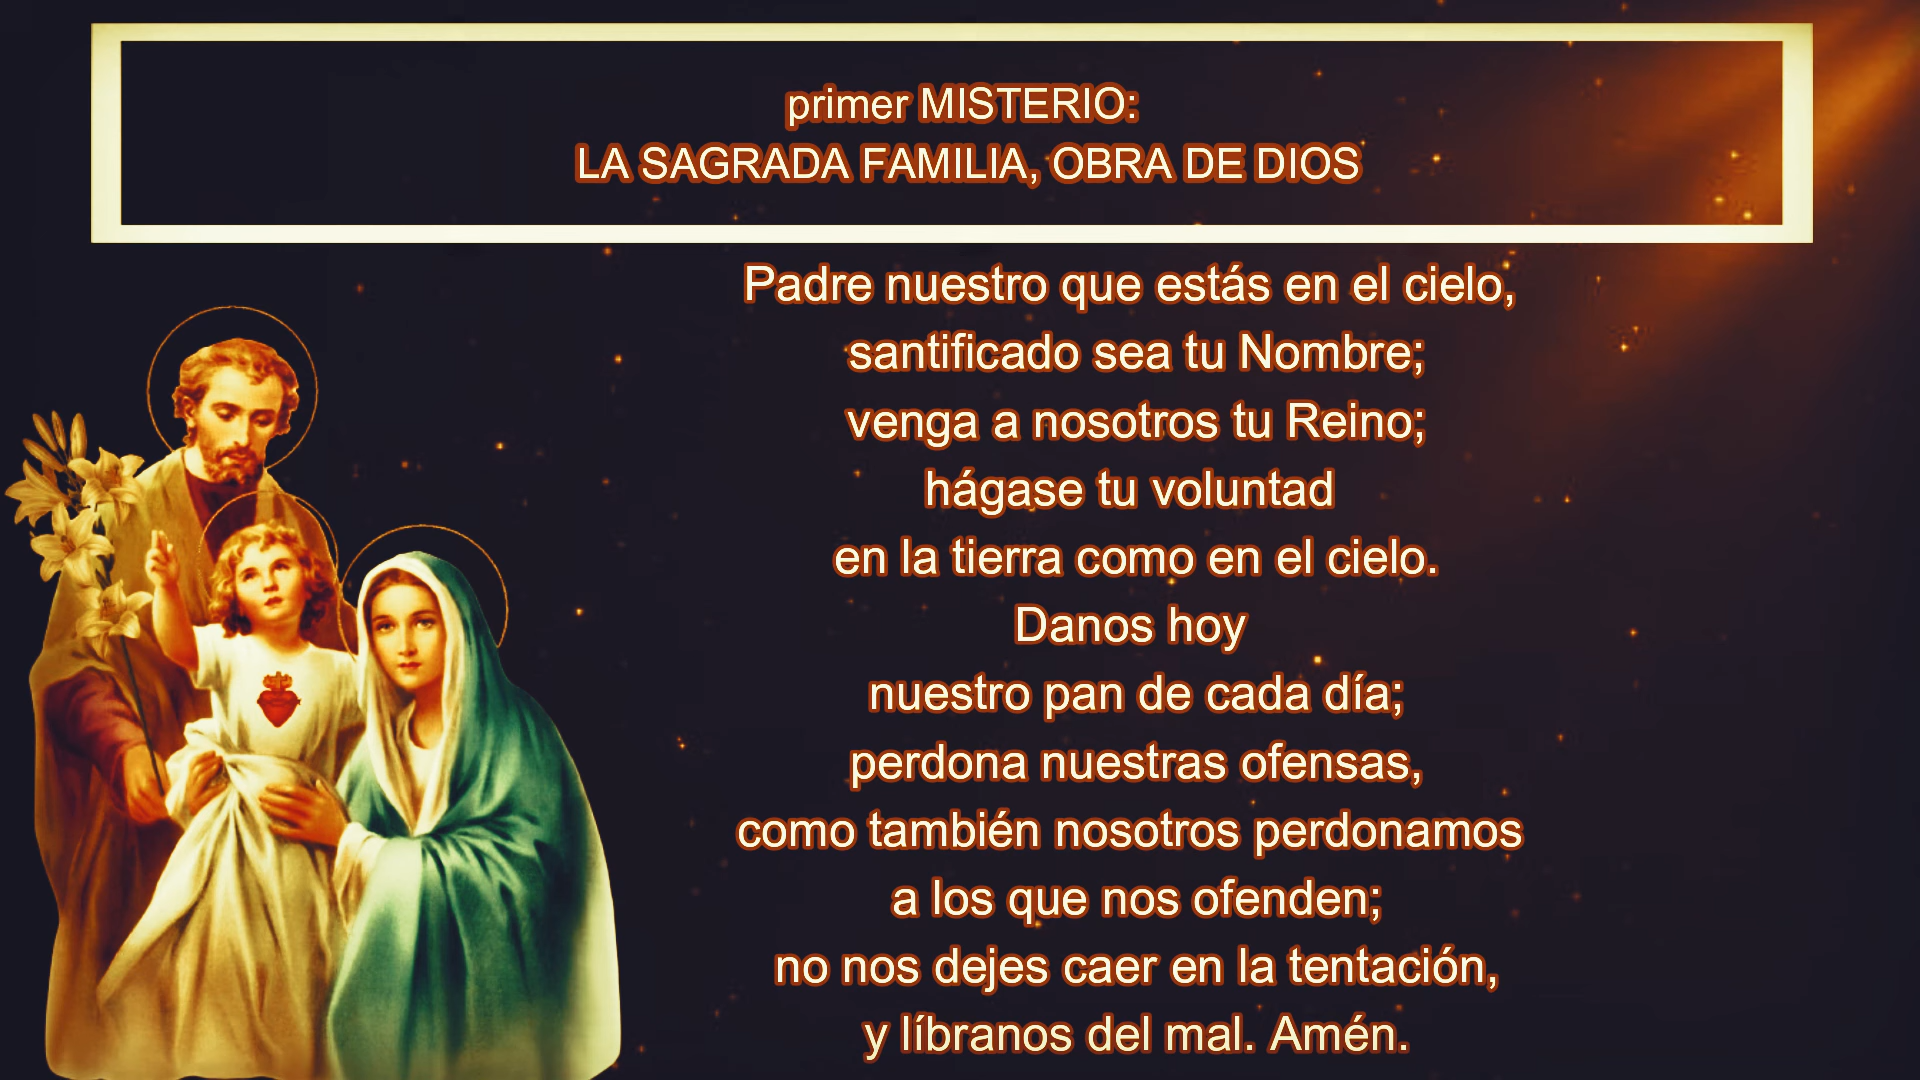 primer MISTERIO:
LA SAGRADA FAMILIA, OBRA DE DIOS
Padre nuestro que estás en el cielo,
santificado sea tu Nombre;
venga a nosotros tu Reino;
hágase tu voluntad
en la tierra como en el cielo.
Danos hoy
nuestro pan de cada día;
perdona nuestras ofensas,
como también nosotros perdonamos
a los que nos ofenden;
no nos dejes caer en la tentación,
y líbranos del mal. Amén.